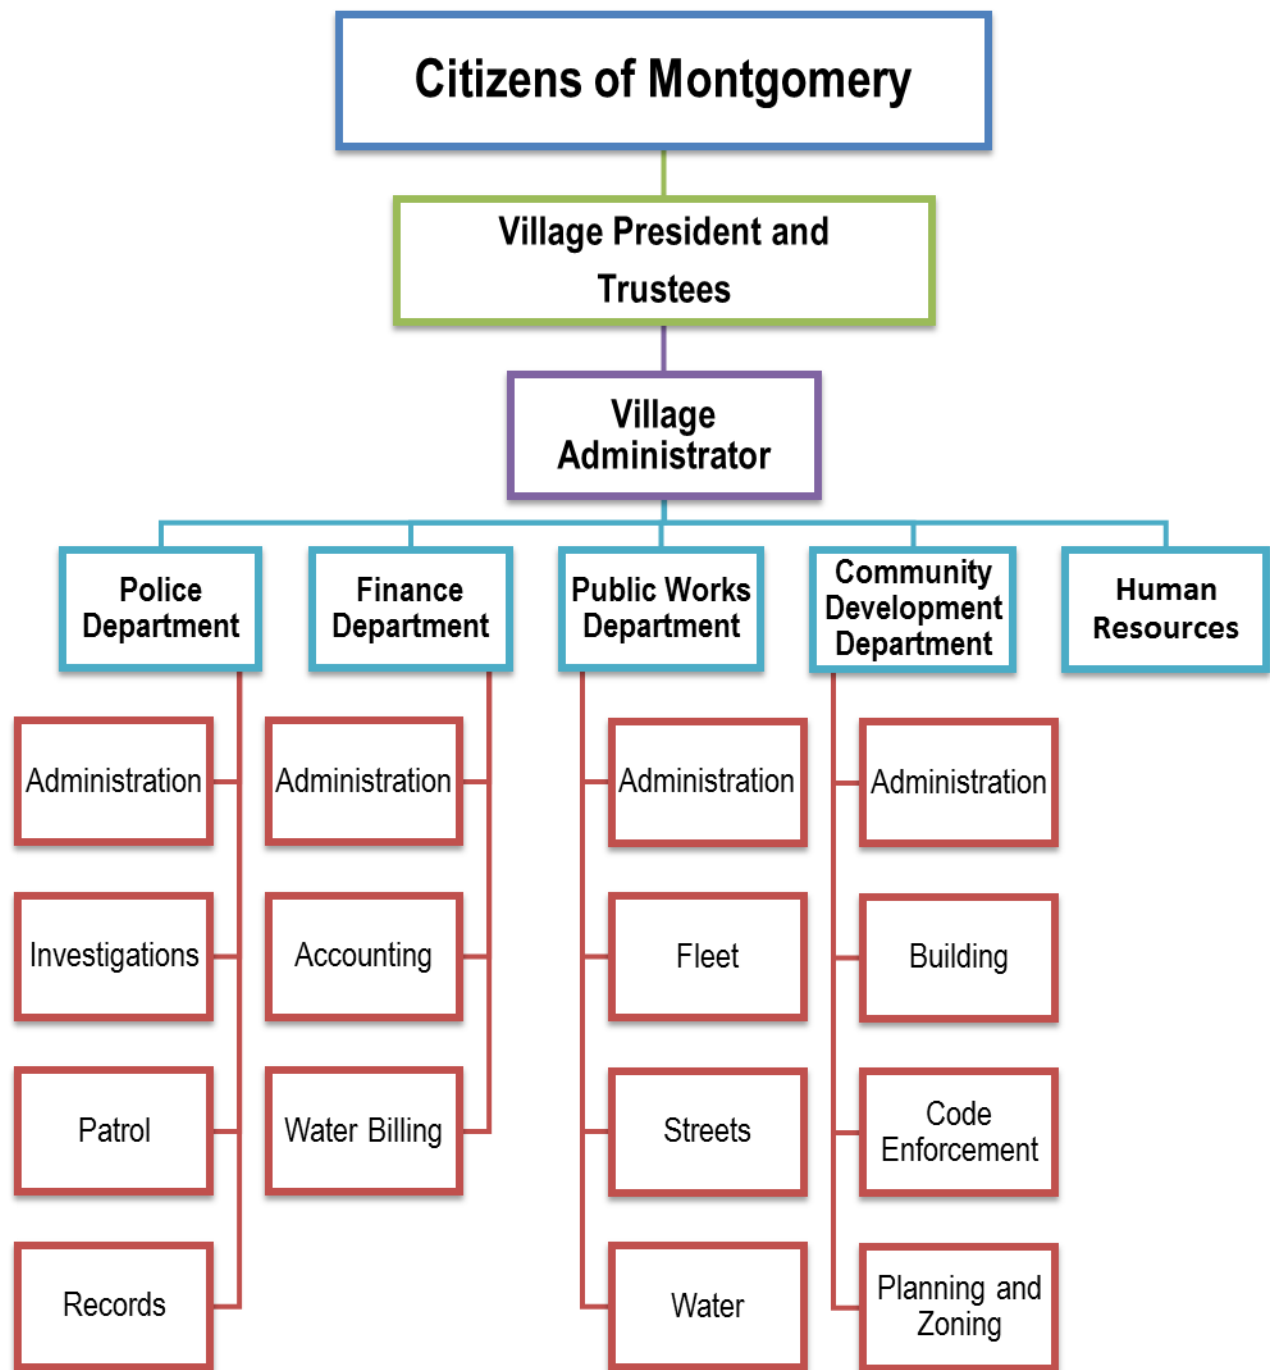 Citizens of Montgomery
Village President and
Trustees
Village
Administrator
Police
Department
Finance
Department
Public Works
Department
Community
Development
Department
Human
Resources
Administration
Administration
Administration
Administration
Investigations
Accounting
Fleet
Building
Patrol
Water Billing
Streets
Code
Enforcement
Records
Water
Planning and
Zoning